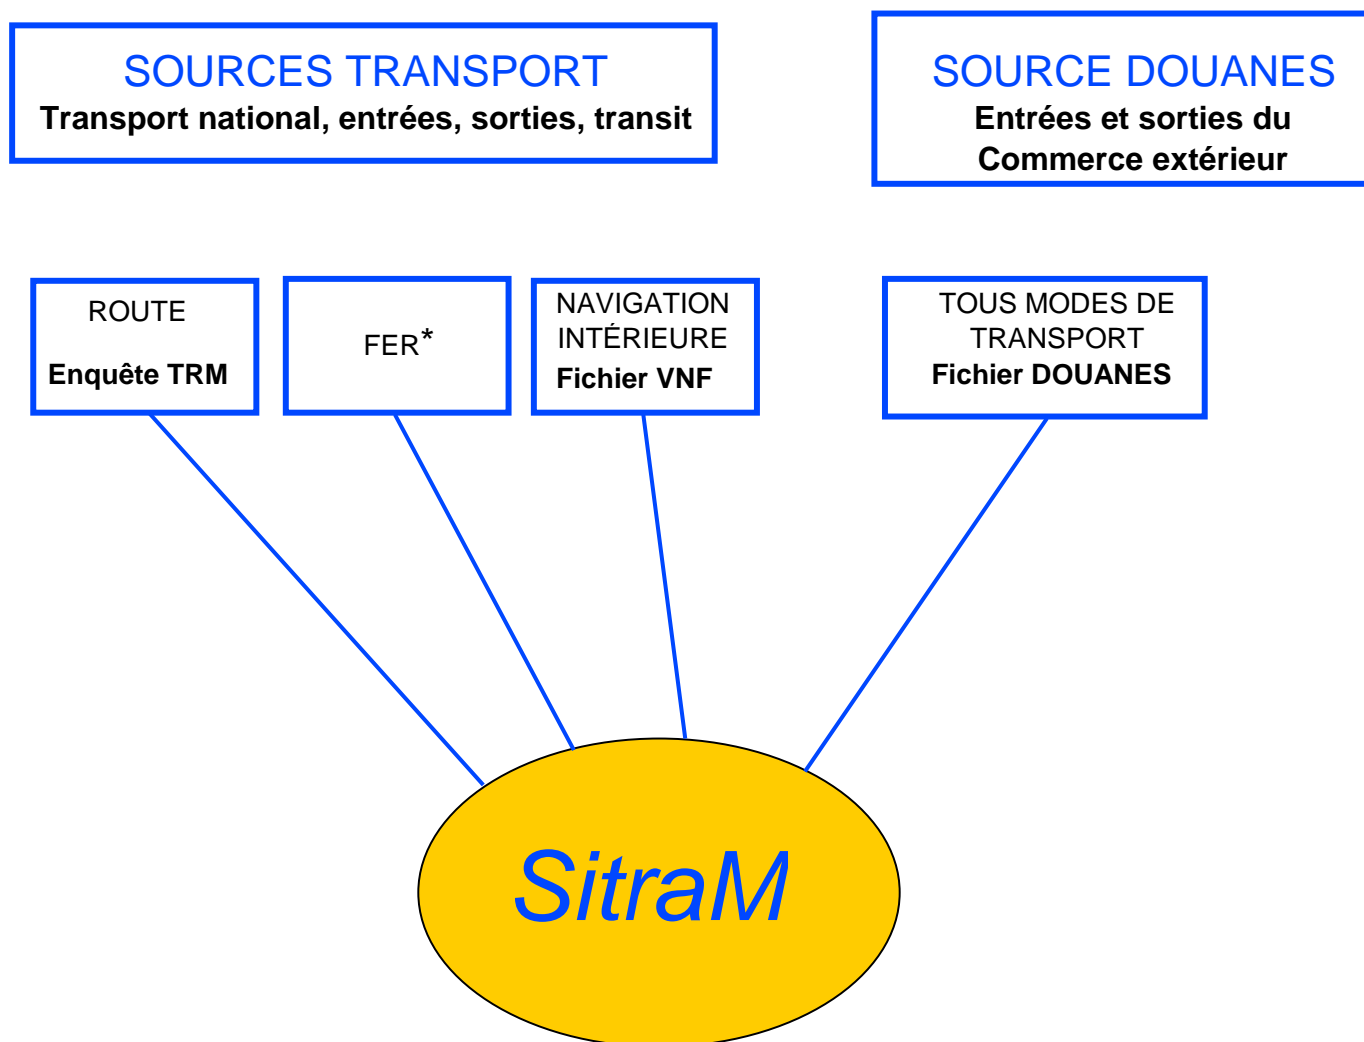 SOURCES TRANSPORT
Transport national, entrées, sorties, transit
SOURCE DOUANES
Entrées et sorties du
Commerce extérieur
ROUTE
Enquête TRM
FER*
NAVIGATION
INTÉRIEURE
Fichier VNF
TOUS MODES DE
TRANSPORT
Fichier DOUANES
SitraM